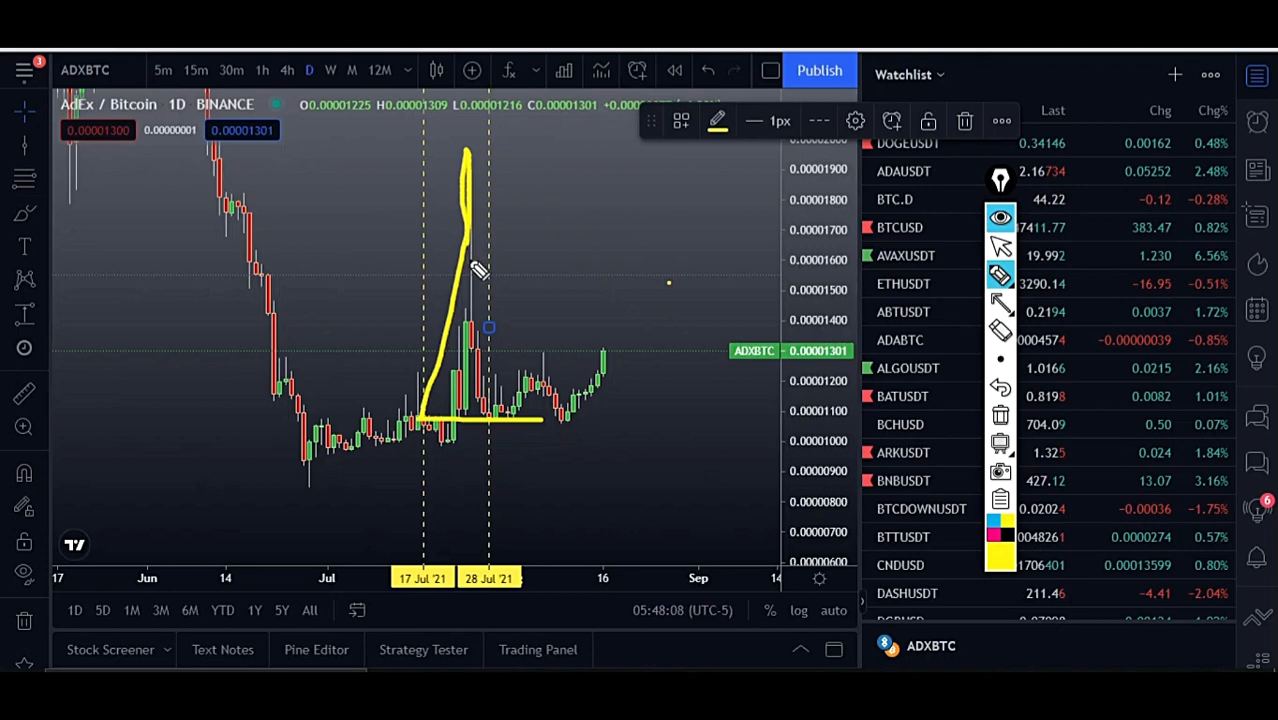 3
ADXBTC 5m 15m 30m 1h 4h D W M 12M Publish
AdEx / Bitcoin 1D BINANCE O0.00001225 H0.00001309 L0.00001216 C0.00001301
0.00001300 0.00000001 0.00001301
1px
Watchlist
Last Chg Chg%
DOGEUSDT 0.34146 0.00162 0.48%
ADAUSDT 2.16734 0.05252 2.48%
BTC.D 44.22 -0.12 -0.28%
BTCUSD 7411.77 383.47 0.82%
AVAXUSDT 19.992 1.230 6.56%
ETHUSDT 3290.14 -16.95 -0.51%
ABTUSDT 0.2194 0.0037 1.72%
ADABTC 004574 -0.00000039 -0.85%
ALGOUSDT 1.0166 0.0215 2.16%
BATUSDT 0.8198 0.0082 1.01%
BCHUSD 704.09 0.50 0.07%
ARKUSDT 1.325 0.024 1.84%
BNBUSDT 427.12 13.07 3.16%
BTCDOWNUSDT 0.02024 -0.00036 -1.75%
BTTUSDT 0048261 0.0000274 0.57%
CNDUSD 1706401 0.00013599 0.80%
DASHUSDT 211.46 -4.41 -2.04%
0.00001900
0.00001800
0.00001700
0.00001600
0.00001500
0.00001400
ADXBTC 0.00001301
0.00001200
0.00001100
0.00001000
0.00000900
0.00000800
0.00000700
0.00000600
17 Jun 14 Jul 17 Jul '21 28 Jul '21 16 Sep 14
1D 5D 1M 3M 6M YTD 1Y 5Y All 05:48:08 (UTC-5) % log auto
Stock Screener Text Notes Pine Editor Strategy Tester Trading Panel
ADXBTC
6